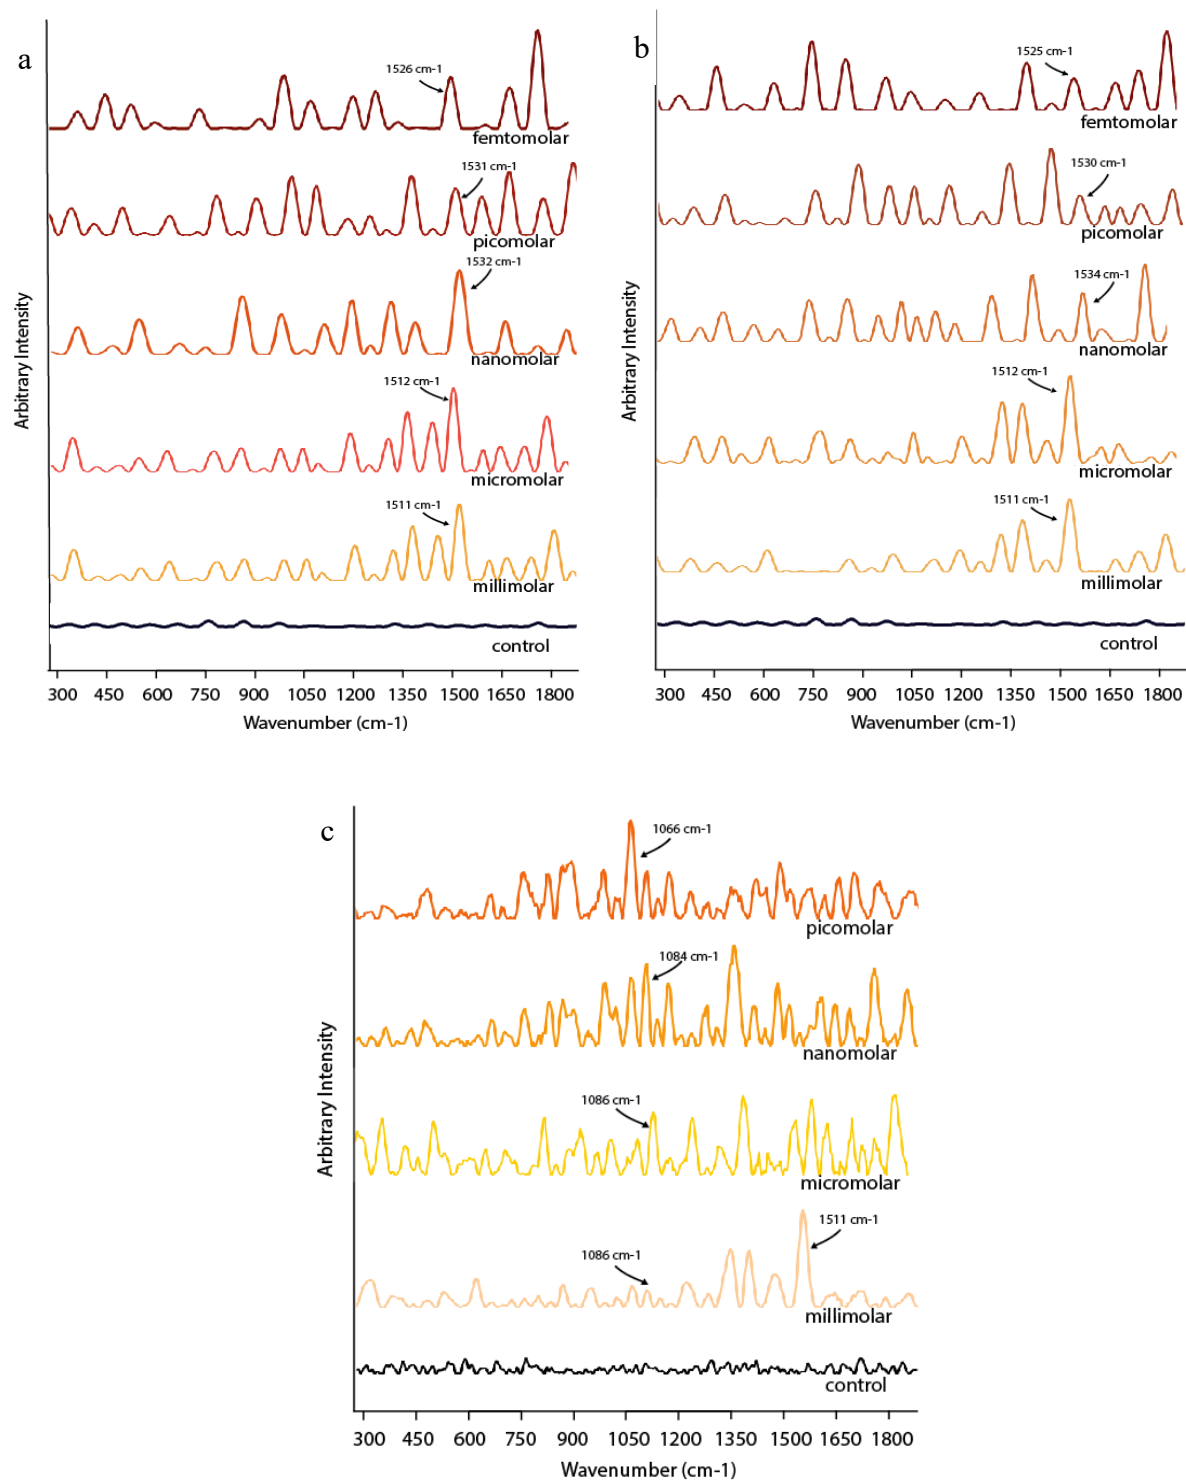 a
1526 cm-1
femtomolar
1531 cm-1
picomolar
1532 cm-1
nanomolar
1512 cm-1
micromolar
1511 cm-1
millimolar
control
Arbitrary Intensity
300 450 600 750 900 1050 1200 1350 1500 1650 1800
Wavenumber (cm-1)
b
1525 cm-1
femtomolar
1530 cm-1
picomolar
1534 cm-1
nanomolar
1512 cm-1
micromolar
1511 cm-1
millimolar
control
Arbitrary Intensity
300 450 600 750 900 1050 1200 1350 1500 1650 1800
Wavenumber (cm-1)
c
1066 cm-1
picomolar
1084 cm-1
nanomolar
1086 cm-1
micromolar
1511 cm-1
1086 cm-1
millimolar
control
Arbitrary Intensity
300 450 600 750 900 1050 1200 1350 1500 1650 1800
Wavenumber (cm-1)